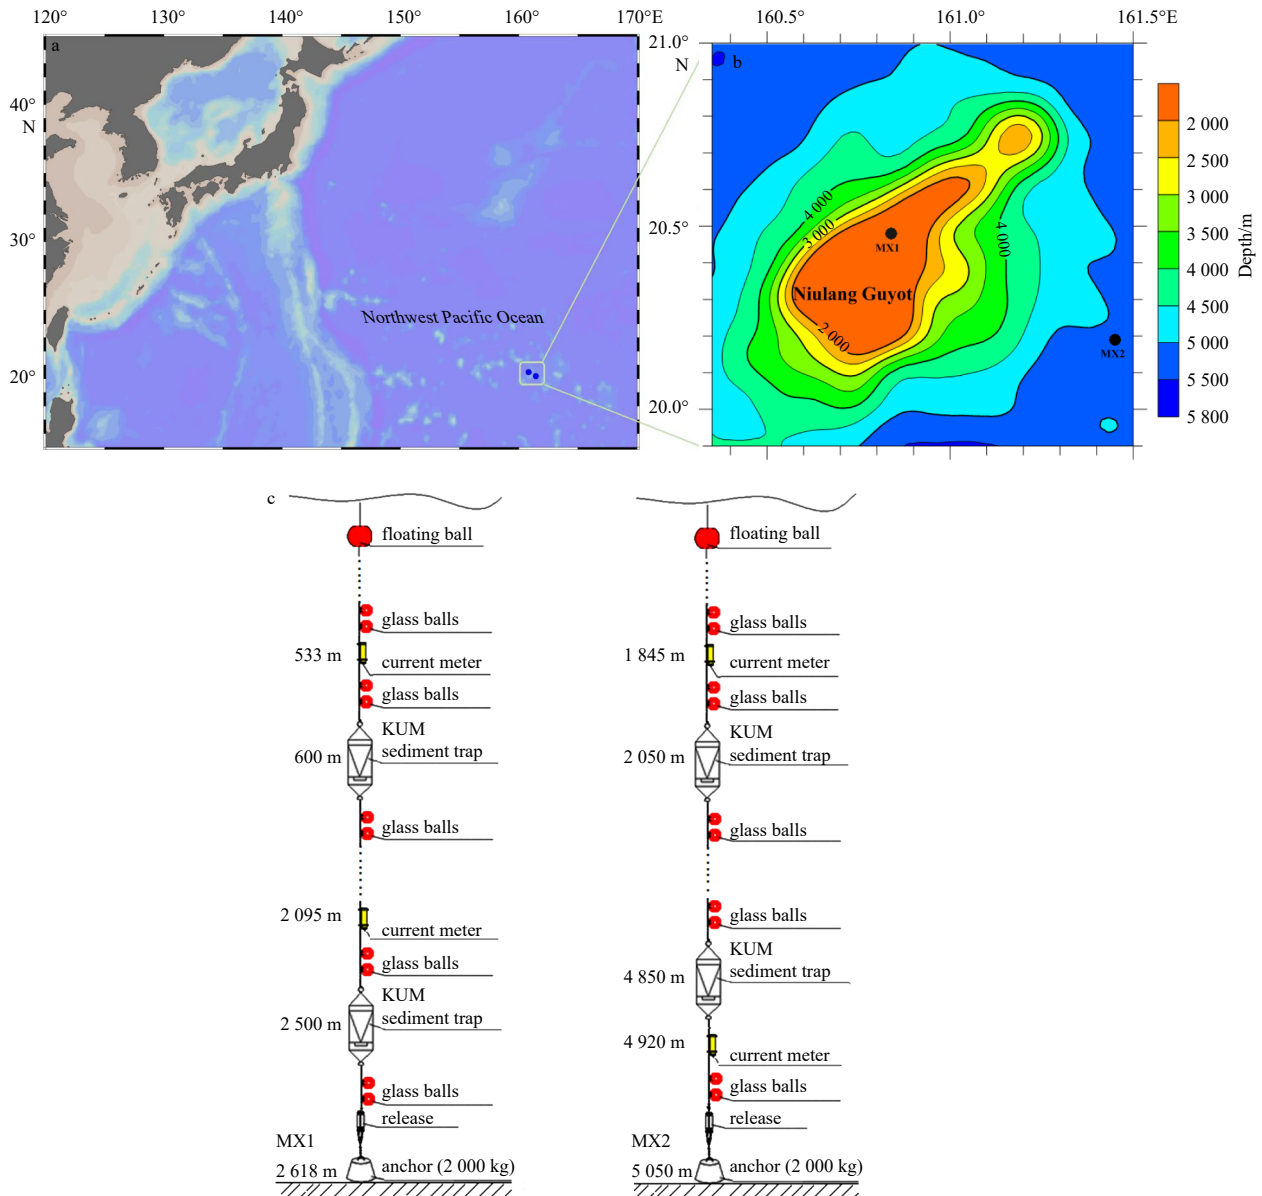 120°
130°
140°
150°
160°
170°E
a
40°
N
30°
20°
Northwest Pacific Ocean
160.5°
161.0°
161.5°E
21.0°
N
20.5°
20.0°
b
4 000
3 000
4 000
2 000
MX1
Niulang Guyot
MX2
2 000
2 500
3 000
3 500
4 000
4 500
5 000
5 500
5 800
Depth/m
c
floating ball
glass balls
533 m
current meter
glass balls
KUM
600 m
sediment trap
glass balls
2 095 m
current meter
glass balls
KUM
2 500 m
sediment trap
glass balls
release
MX1
2 618 m
anchor (2 000 kg)
floating ball
glass balls
1 845 m
current meter
glass balls
KUM
2 050 m
sediment trap
glass balls
glass balls
KUM
4 850 m
sediment trap
4 920 m
current meter
glass balls
release
MX2
5 050 m
anchor (2 000 kg)